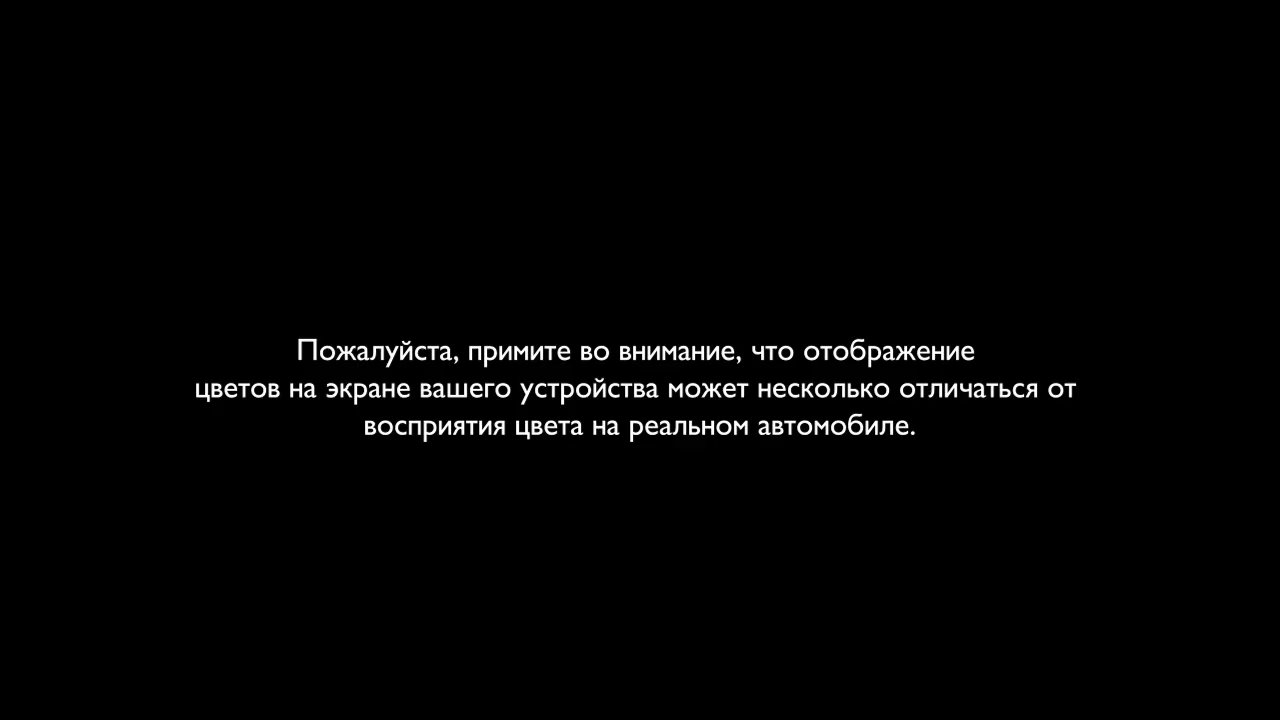 Пожалуйста, примите во внимание, что отображение
цветов на экране вашего устройства может несколько отличаться от
восприятия цвета на реальном автомобиле.